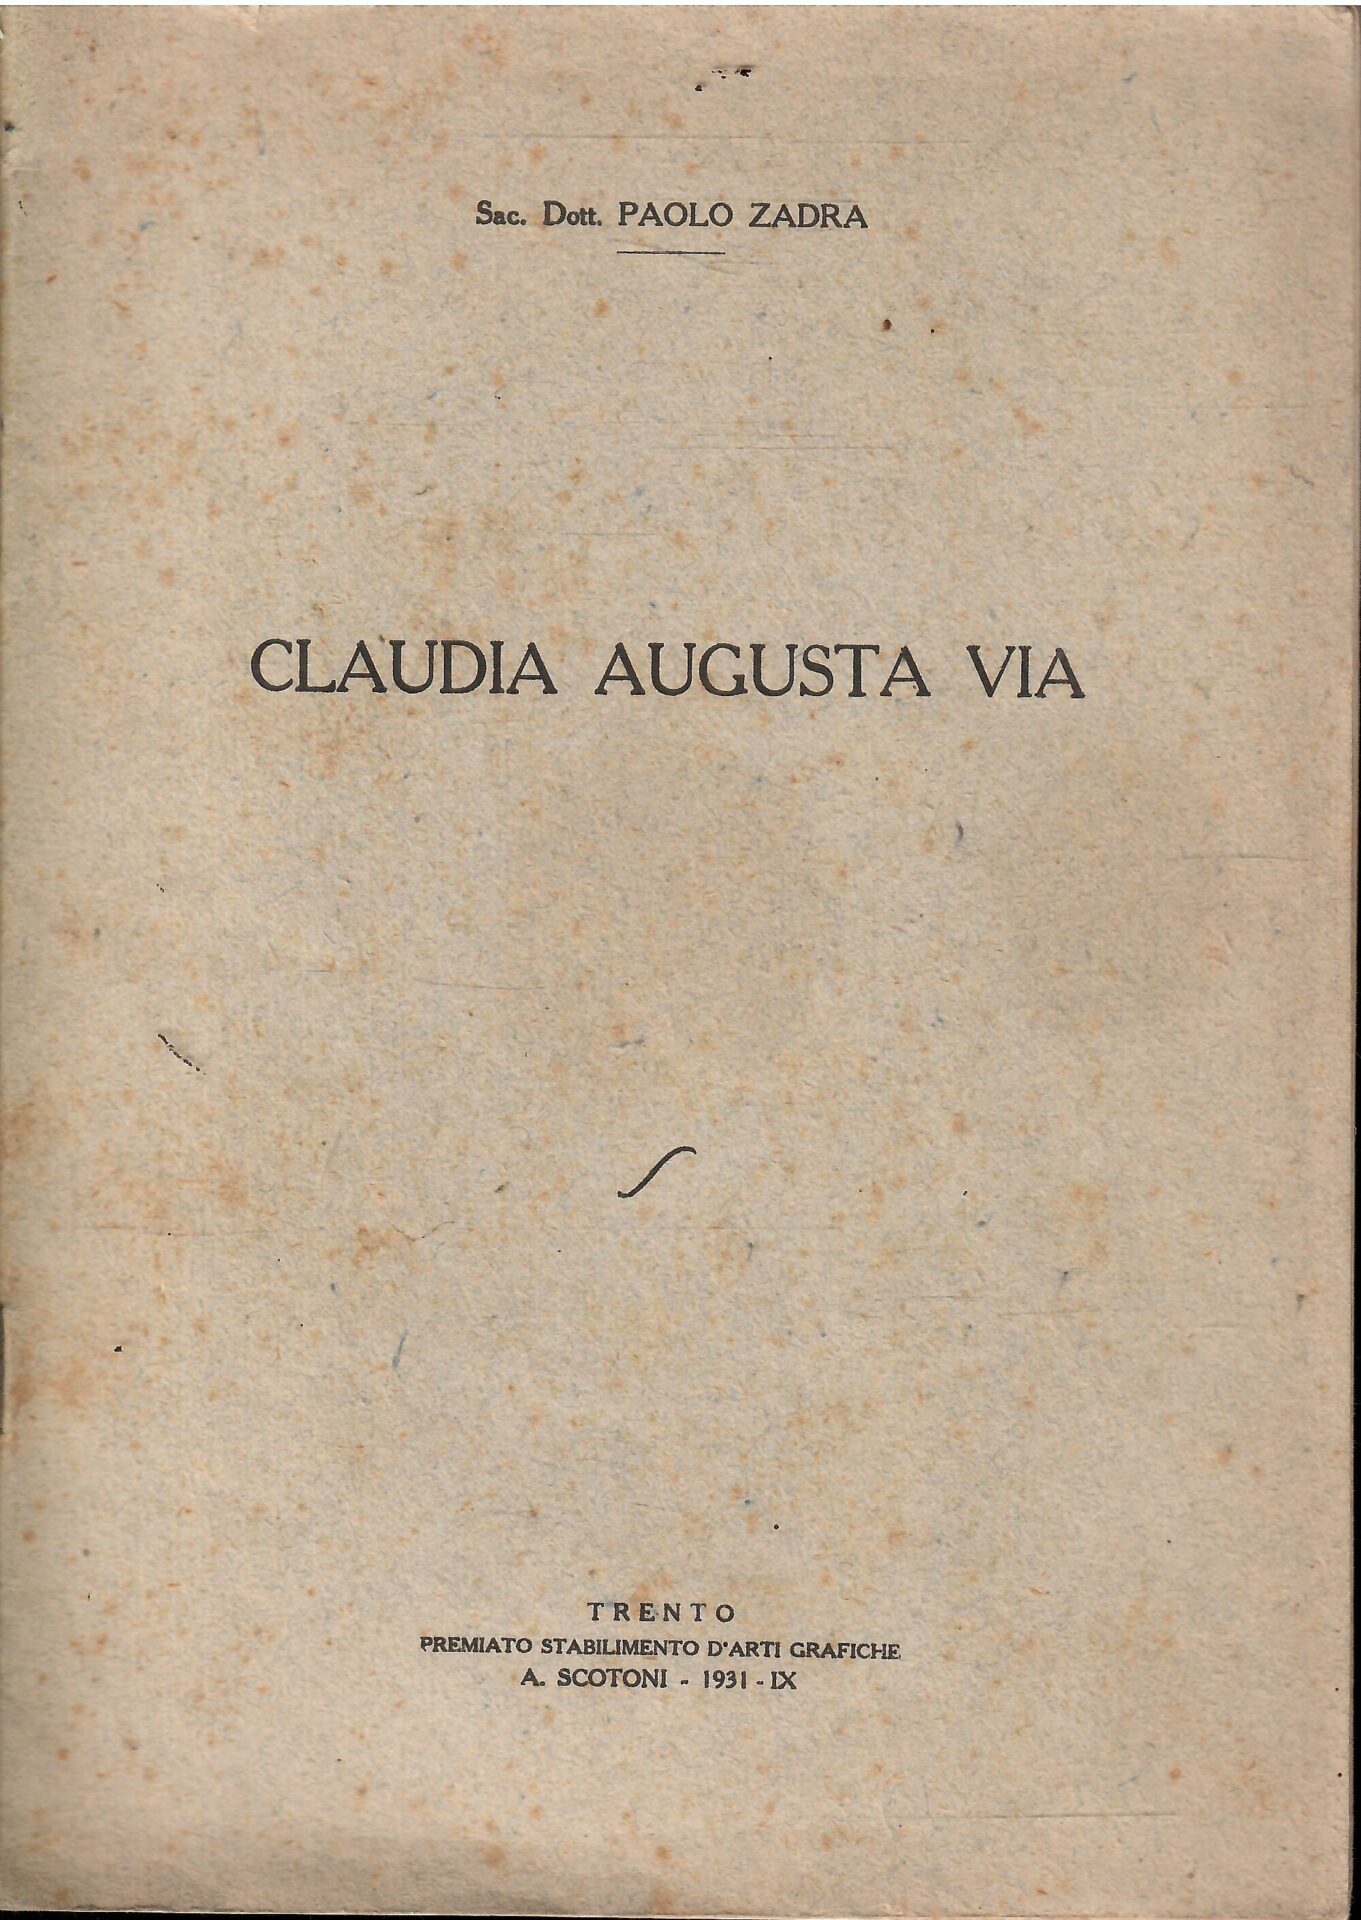 Sac. Dott. PAOLO ZADRA
CLAUDIA AUGUSTA VIA
TRENTO
PREMIATO STABILIMENTO D'ARTI GRAFICHE
A. SCOTONI - 1931 - IX